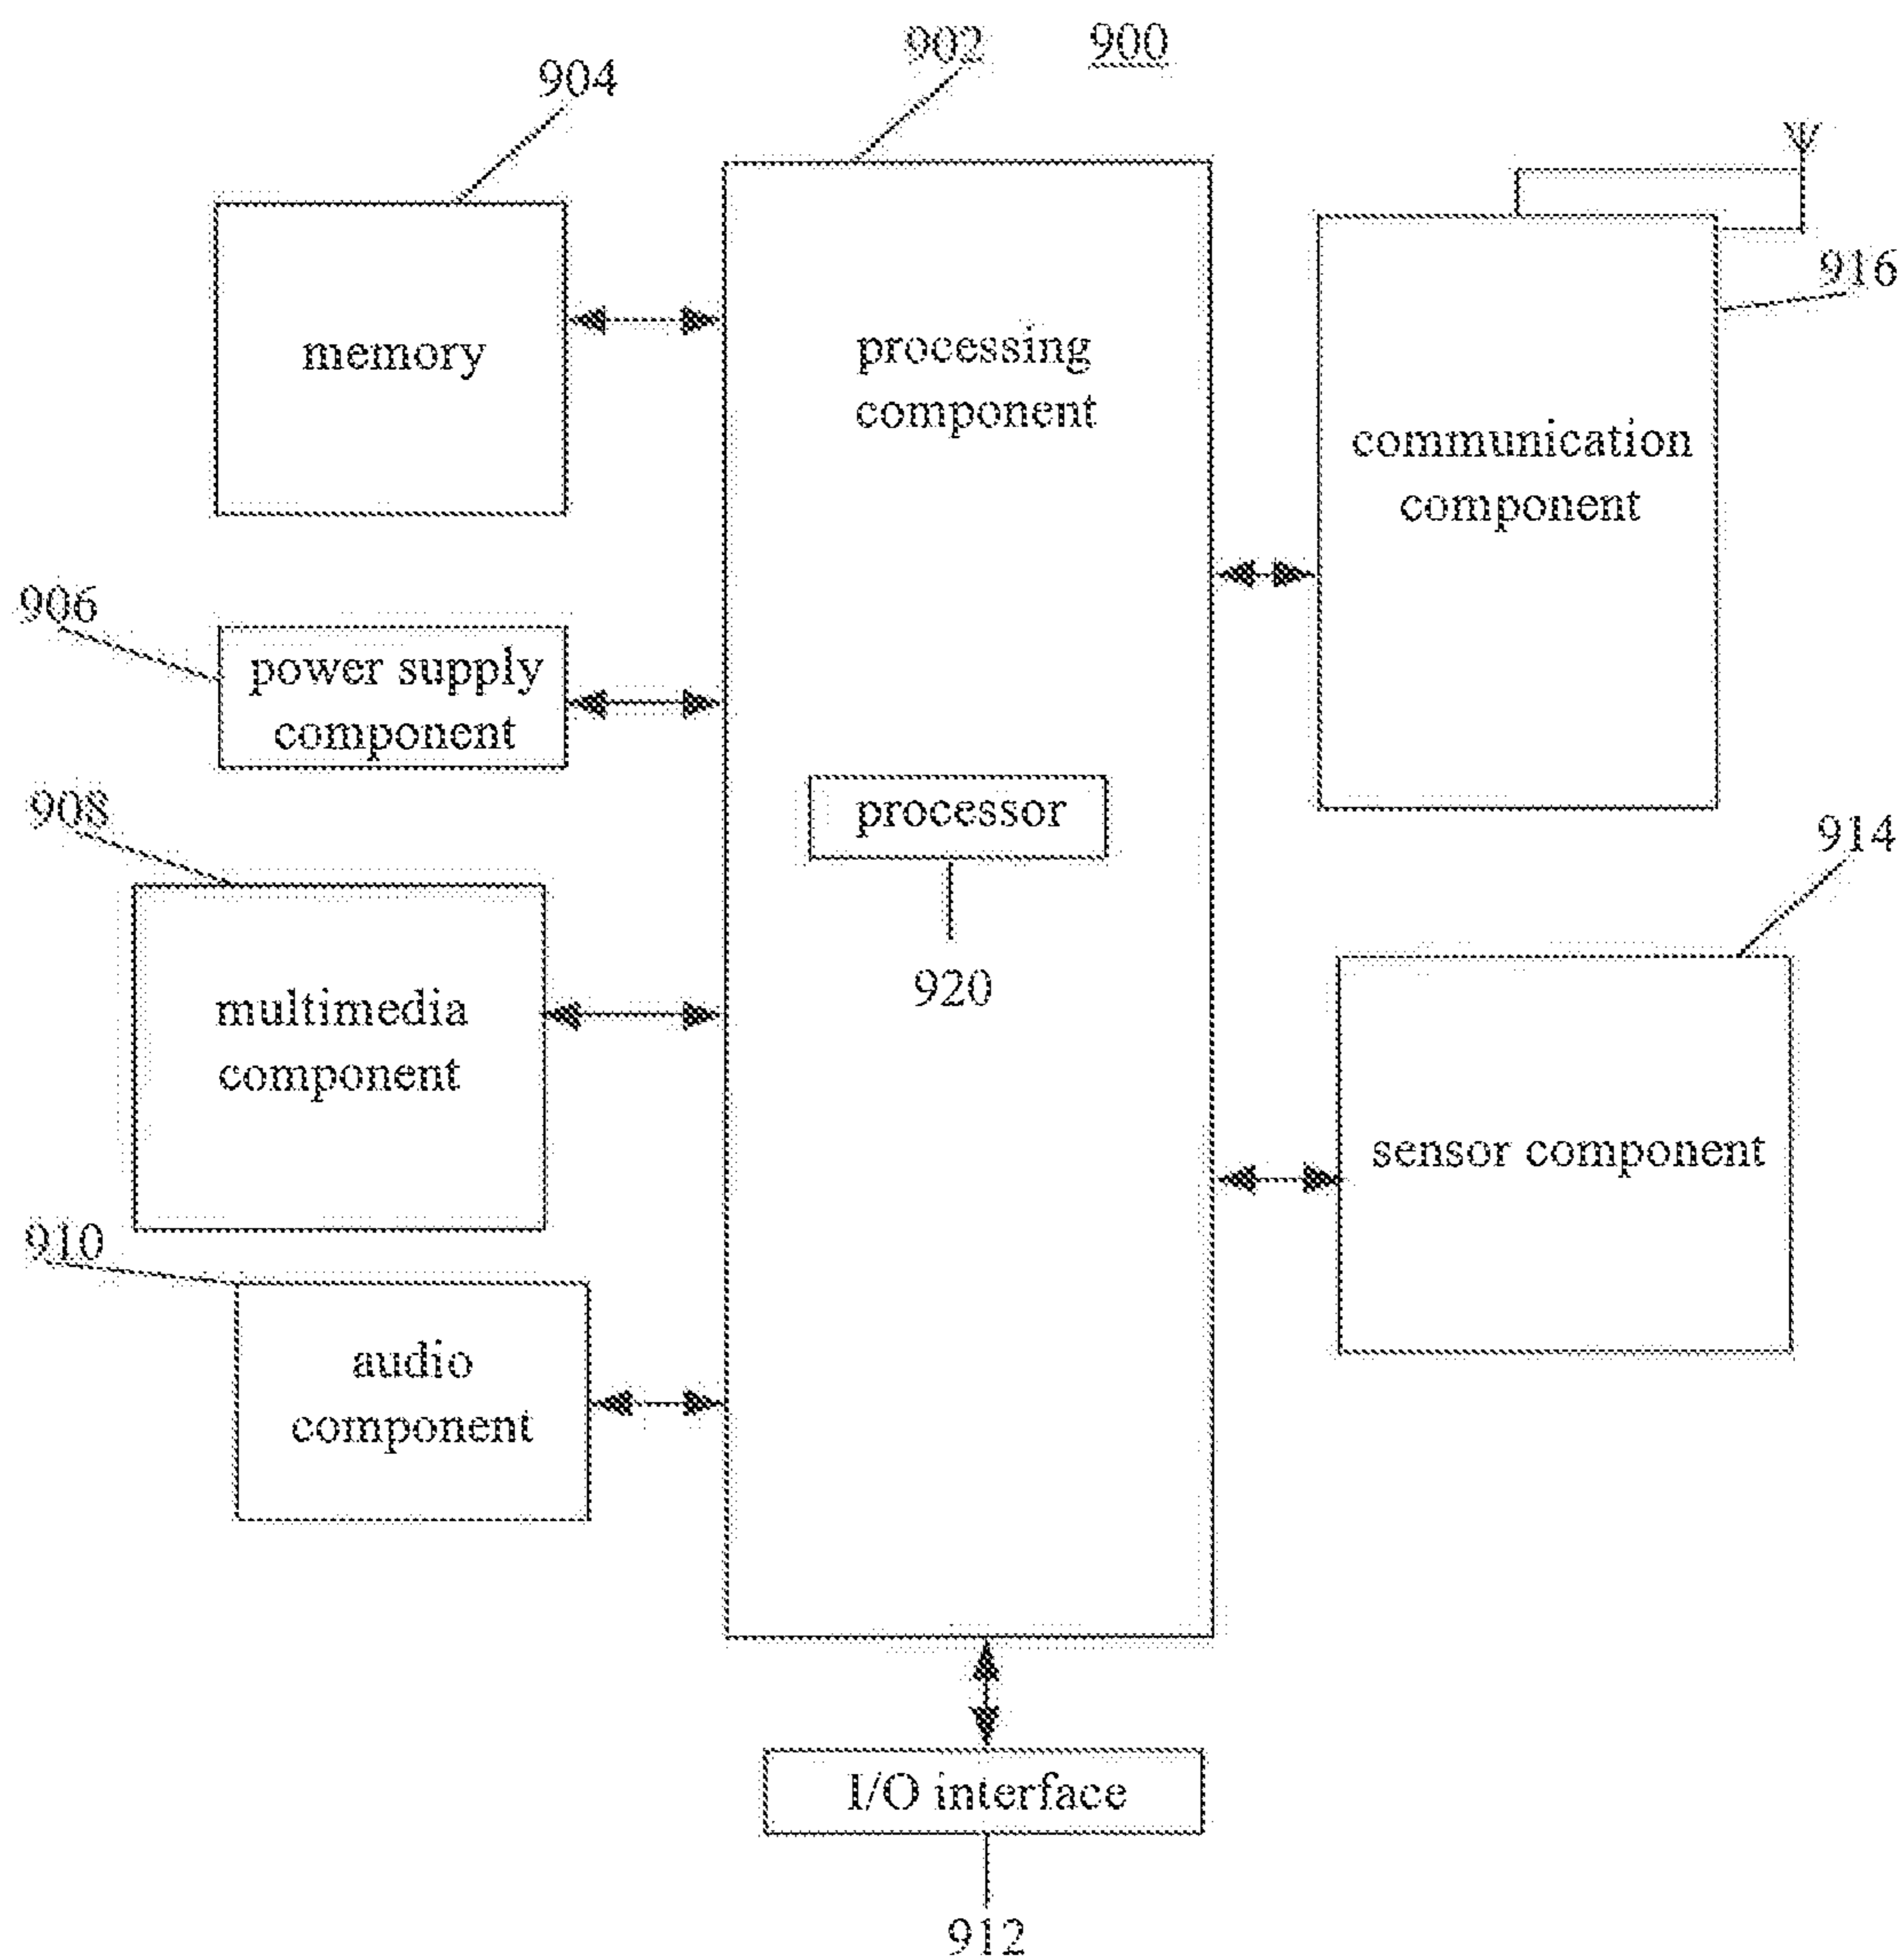 902
900
904
memory
processing
component
916
communication
component
906
power supply
component
processor
908
914
920
multimedia
component
sensor component
910
audio
component
I/O interface
912